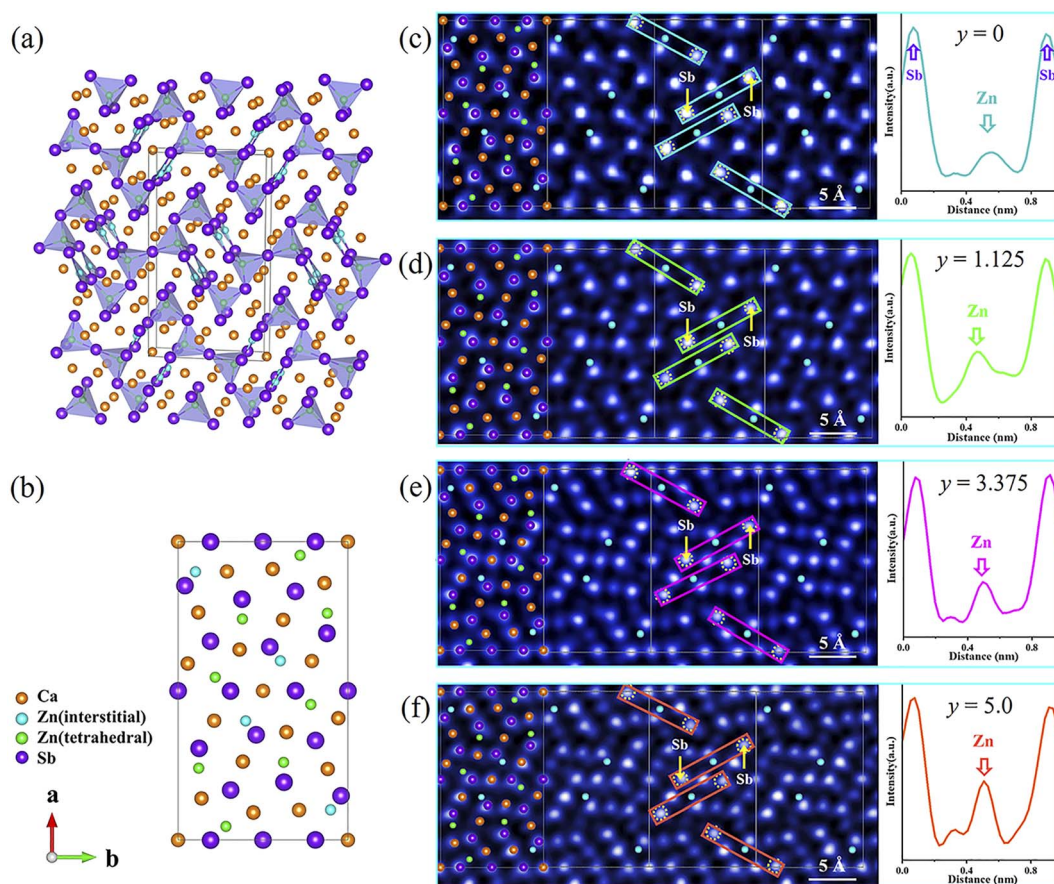 (a)
(b)
Ca
Zn(interstitial)
Zn(tetrahedral)
Sb
a
b
(c)
Sb
Sb
5 Å
y = 0
Sb
Sb
Zn
Intensity(a.u.)
0.0 0.4 0.8
Distance (nm)
(d)
Sb
Sb
5 Å
y = 1.125
Zn
Intensity(a.u.)
0.0 0.4 0.8
Distance (nm)
(e)
Sb
Sb
5 Å
y = 3.375
Zn
Intensity(a.u.)
0.0 0.4 0.8
Distance (nm)
(f)
Sb
Sb
5 Å
y = 5.0
Zn
Intensity(a.u.)
0.0 0.4 0.8
Distance (nm)